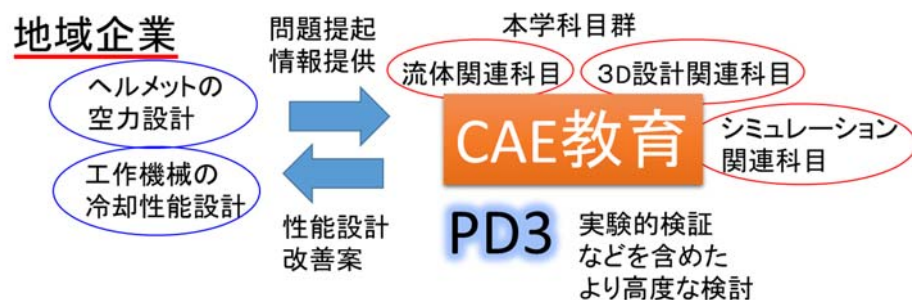 地域企業
ヘルメットの
空力設計
工作機械の
冷却性能設計
問題提起
情報提供
性能設計
改善案
本学科目群
流体関連科目
3D設計関連科目
CAE教育
シミュレーション
関連科目
PD3
実験的検証
などを含めた
より高度な検討